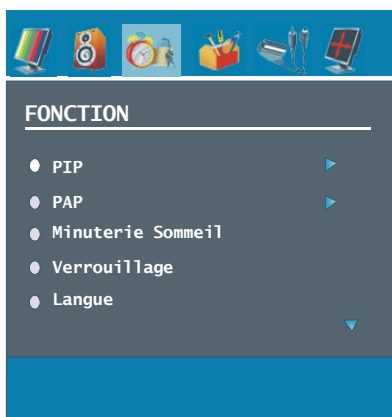 FONCTION
PIP
PAP
Minuterie Sommeil
Verrouillage
Langue